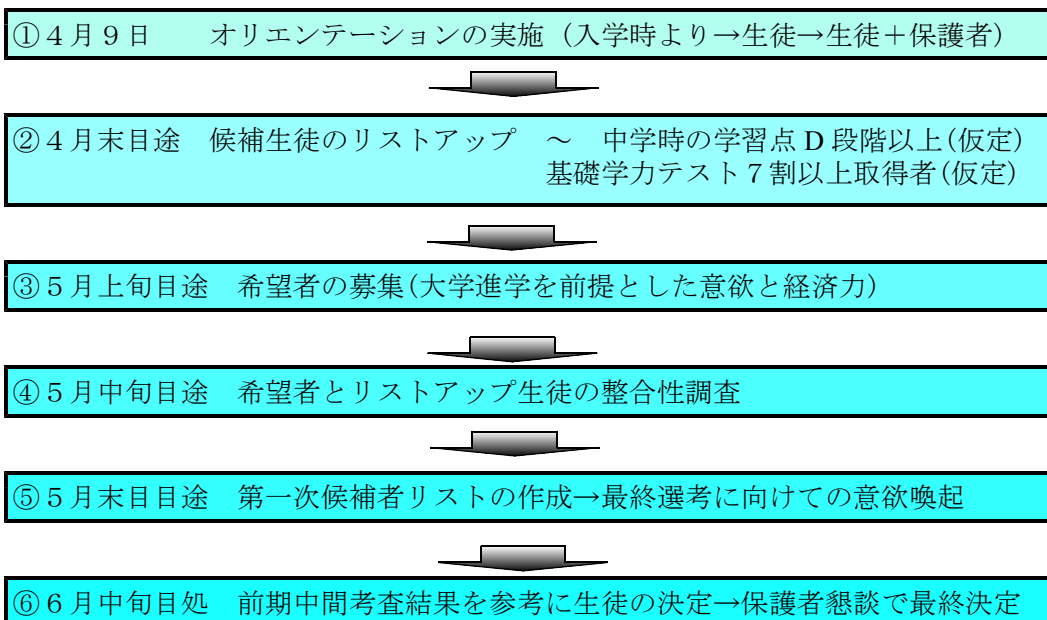 ①４月９日　　オリエンテーションの実施（入学時より→生徒→生徒＋保護者）
②４月末目途　候補生徒のリストアップ　～　中学時の学習点 D 段階以上(仮定)
基礎学力テスト７割以上取得者(仮定)
③５月上旬目途　希望者の募集(大学進学を前提とした意欲と経済力)
④５月中旬目途　希望者とリストアップ生徒の整合性調査
⑤５月末目目途　第一次候補者リストの作成→最終選考に向けての意欲喚起
⑥６月中旬目処　前期中間考査結果を参考に生徒の決定→保護者懇談で最終決定